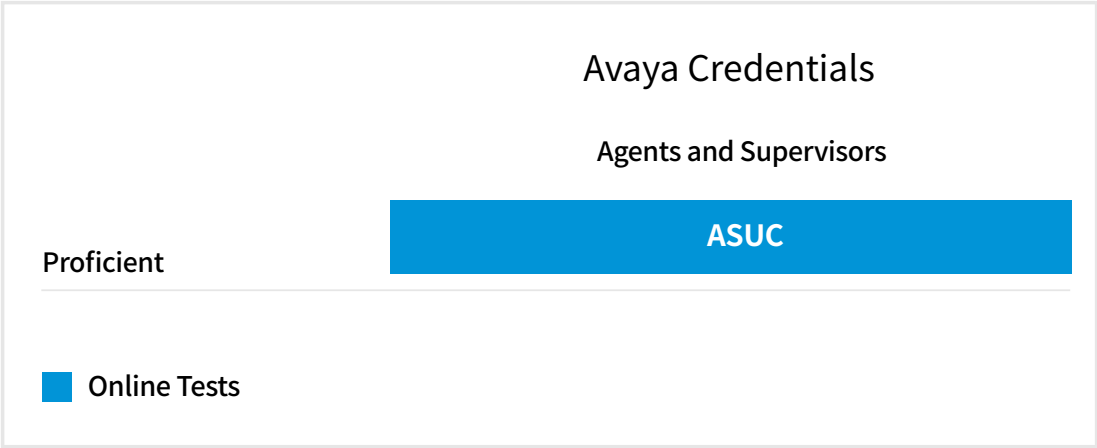 Avaya Credentials
Agents and Supervisors
ASUC
Proficient
Online Tests